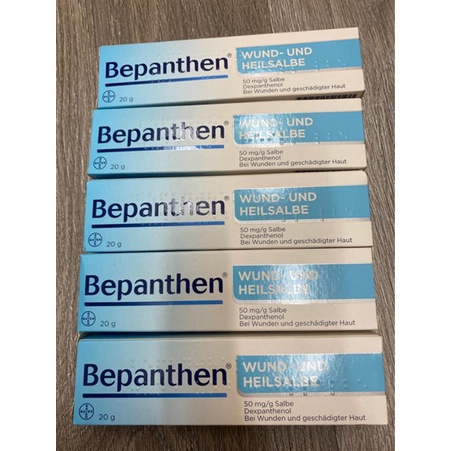 Bepanthen®
WUND- UND
HEILSALBE
50 mg/g Salbe
Dexpanthenol
Bei Wunden und geschädigter Haut
20 g
Bepanthen®
WUND- UND
HEILSALBE
50 mg/g Salbe
Dexpanthenol
Bei Wunden und geschädigter Haut
20 g
Bepanthen®
WUND- UND
HEILSALBE
50 mg/g Salbe
Dexpanthenol
Bei Wunden und geschädigter Haut
20 g
Bepanthen®
WUND- UND
HEILSALBE
50 mg/g Salbe
Dexpanthenol
Bei Wunden und geschädigter Haut
20 g
Bepanthen®
WUND- UND
HEILSALBE
50 mg/g Salbe
Dexpanthenol
Bei Wunden und geschädigter Haut
20 g